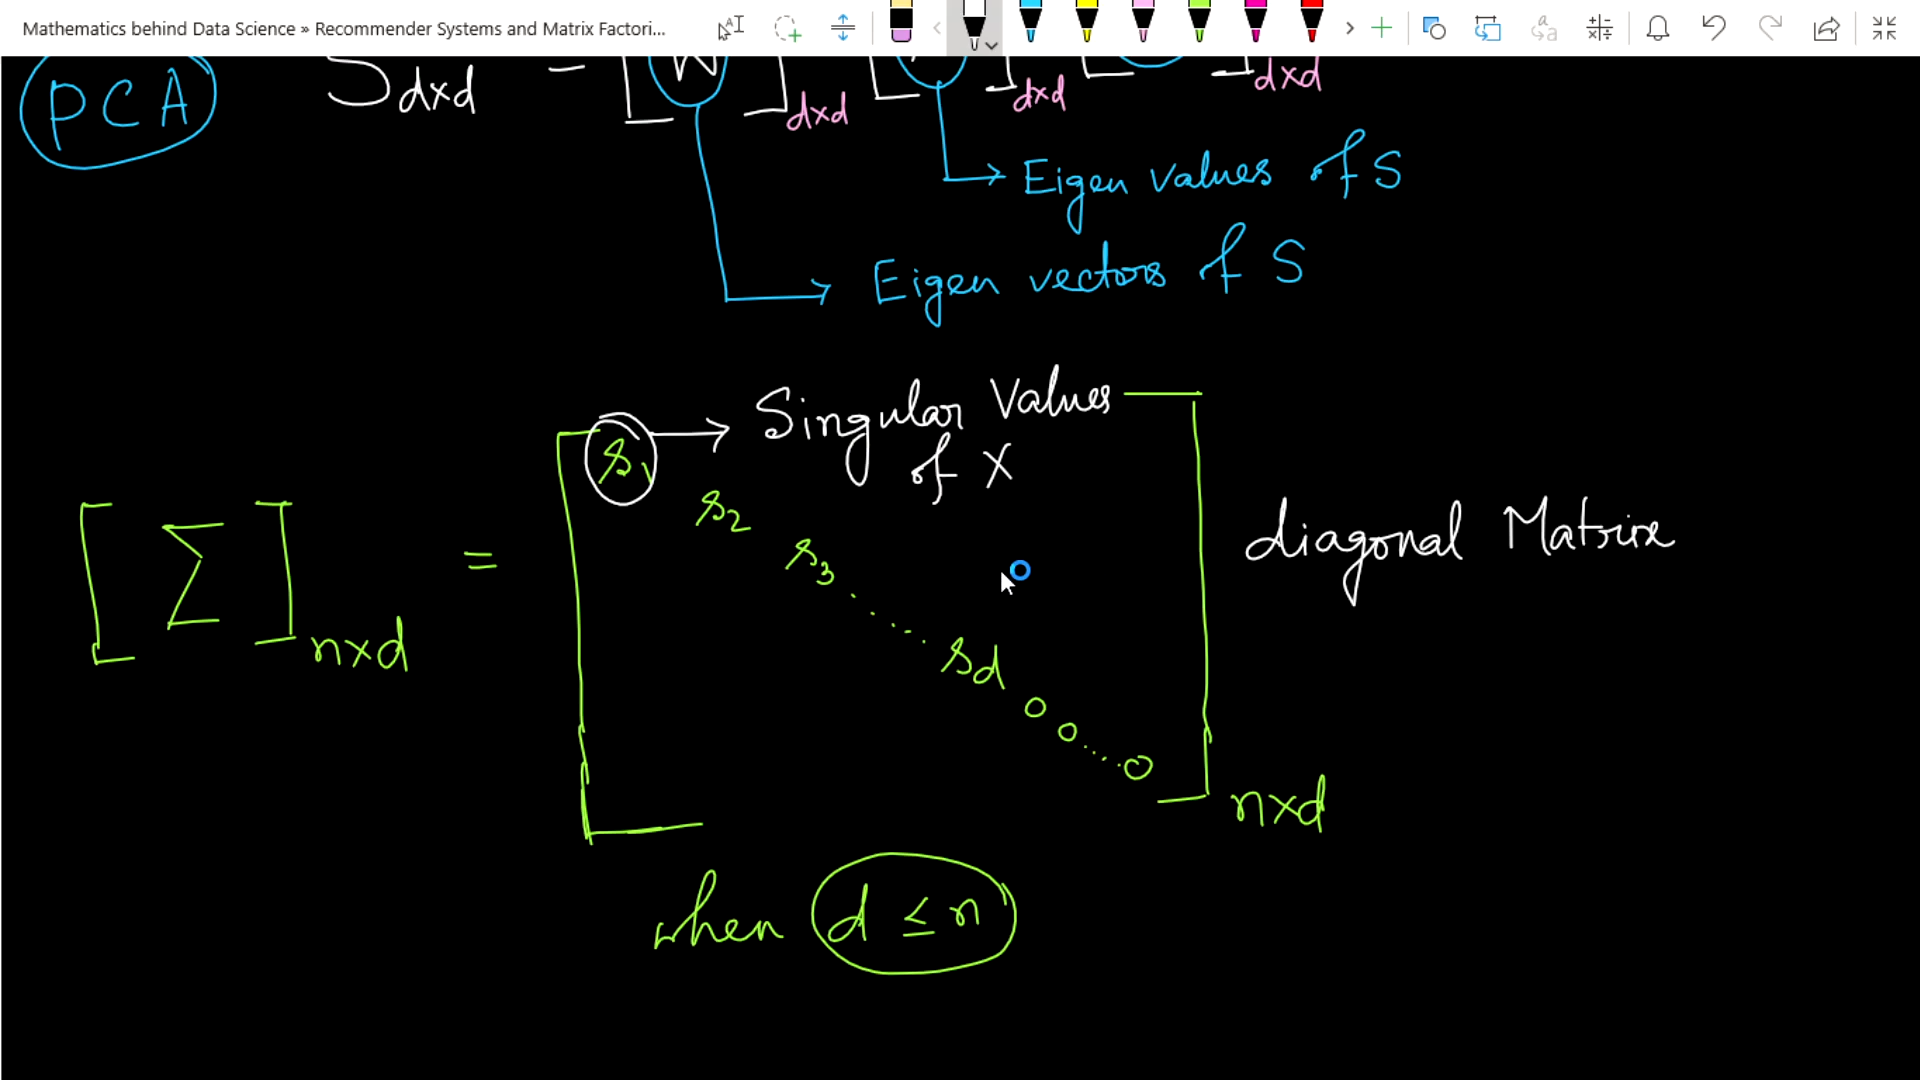 Mathematics behind Data Science » Recommender Systems and Matrix Factori...
PCA S dxd = [W] dxd [ ] dxd [ ] dxd
→ Eigen values of S
→ Eigen vectors of S
[Σ] nxd = [ s1 → Singular Values
of X
s2
s3 .....
sd
0
0....0 ] nxd
diagonal Matrix
when d ≤ n